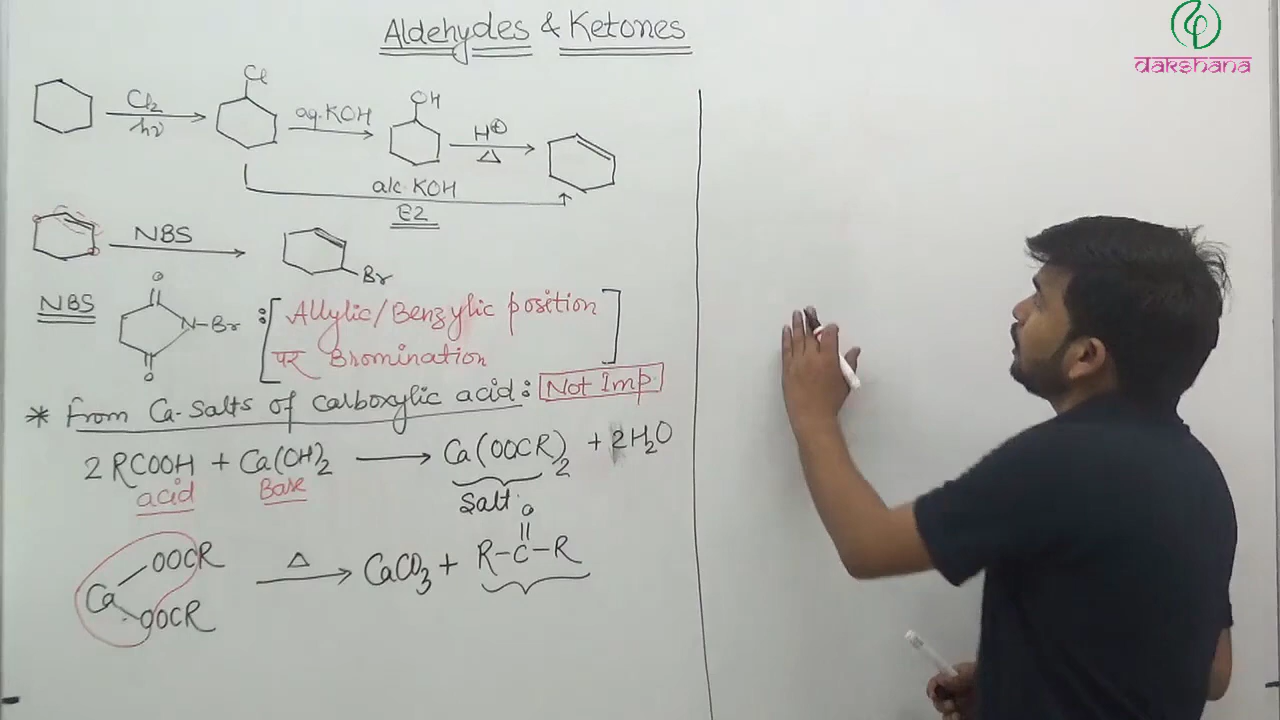 Aldehydes & Ketones
dakshana
Cl
Cl₂
hν
aq.KOH
OH
H⊕
Δ
alc.KOH
E2
NBS
Br
NBS
O
N-Br
O
: [Allylic/Benzylic position
पर Bromination]
* From Ca-Salts of carboxylic acid: Not Imp.
2 RCOOH + Ca(OH)₂ ⟶ Ca(OOCR)₂ + 2H₂O
acid Base Salt
OOCR
Ca
OOCR
Δ
⟶ CaCO₃ + R-C-R
O